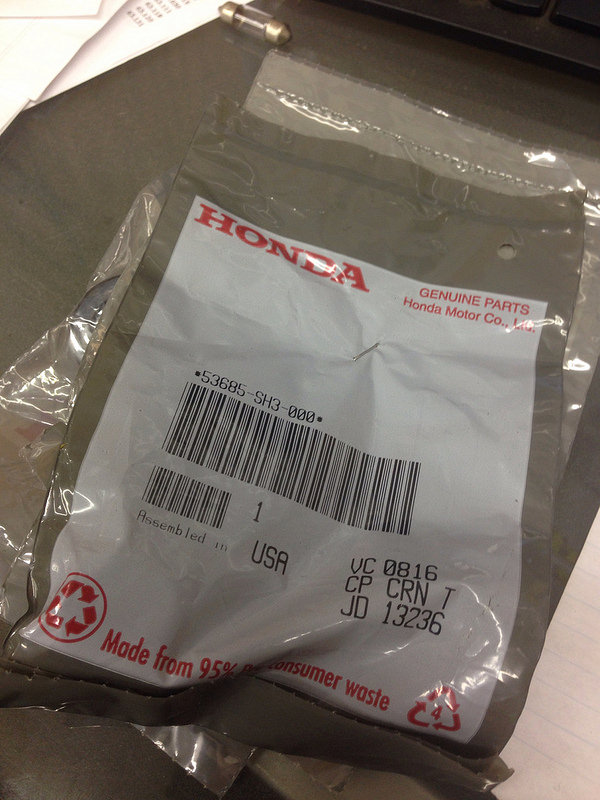 HONDA
GENUINE PARTS
Honda Motor Co., Ltd.
*53685-SH3-000*
1
Assembled in
USA
VC 0816
CP CRN T
JD 13236
Made from 95% consumer waste
4